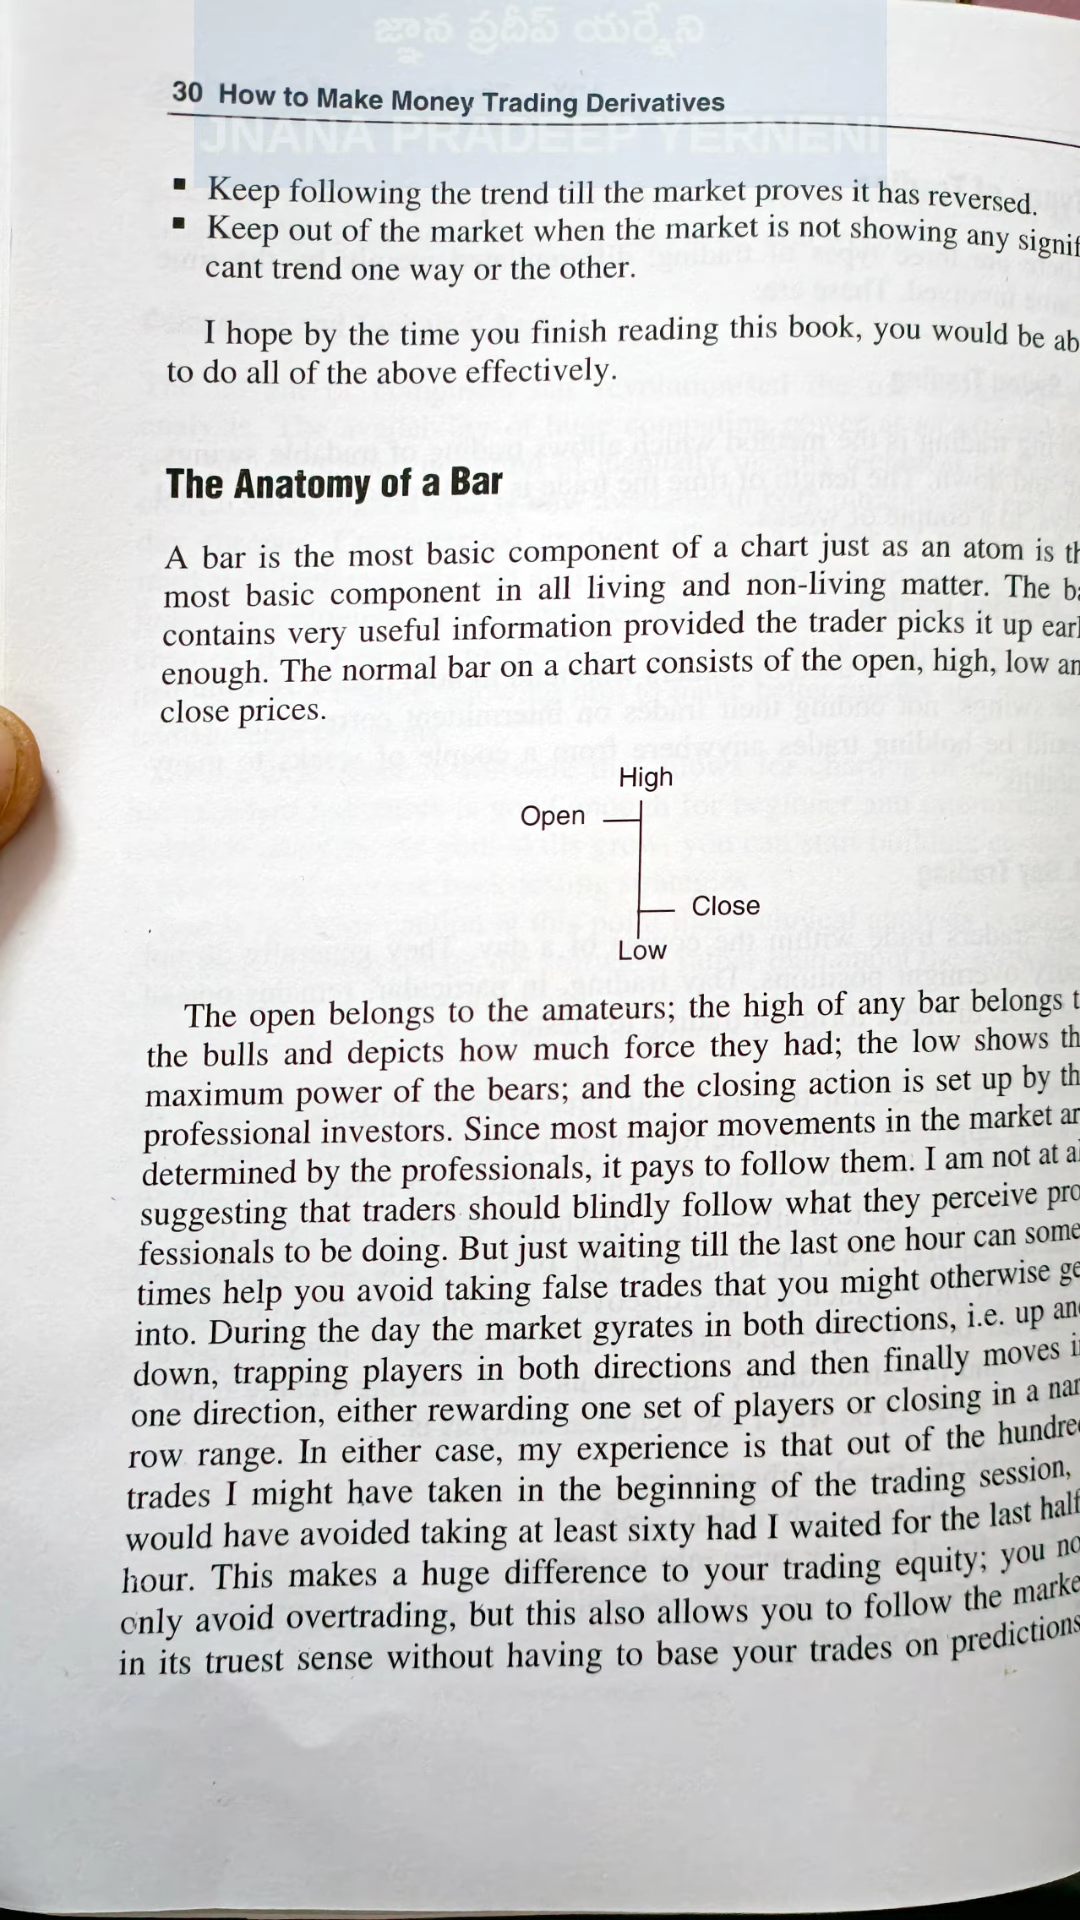 జ్ఞాన ప్రదీప్ యర్నేని
JNANA PRADEEP YERNENI
30 How to Make Money Trading Derivatives
▪ Keep following the trend till the market proves it has reversed.
▪ Keep out of the market when the market is not showing any signif
cant trend one way or the other.
I hope by the time you finish reading this book, you would be ab
to do all of the above effectively.
The Anatomy of a Bar
A bar is the most basic component of a chart just as an atom is th
most basic component in all living and non-living matter. The ba
contains very useful information provided the trader picks it up earl
enough. The normal bar on a chart consists of the open, high, low an
close prices.
High
Open
Close
Low
The open belongs to the amateurs; the high of any bar belongs t
the bulls and depicts how much force they had; the low shows th
maximum power of the bears; and the closing action is set up by th
professional investors. Since most major movements in the market ar
determined by the professionals, it pays to follow them. I am not at al
suggesting that traders should blindly follow what they perceive pro
fessionals to be doing. But just waiting till the last one hour can some
times help you avoid taking false trades that you might otherwise ge
into. During the day the market gyrates in both directions, i.e. up and
down, trapping players in both directions and then finally moves i
one direction, either rewarding one set of players or closing in a nar
row range. In either case, my experience is that out of the hundred
trades I might have taken in the beginning of the trading session,
would have avoided taking at least sixty had I waited for the last half
hour. This makes a huge difference to your trading equity; you no
only avoid overtrading, but this also allows you to follow the marke
in its truest sense without having to base your trades on predictions